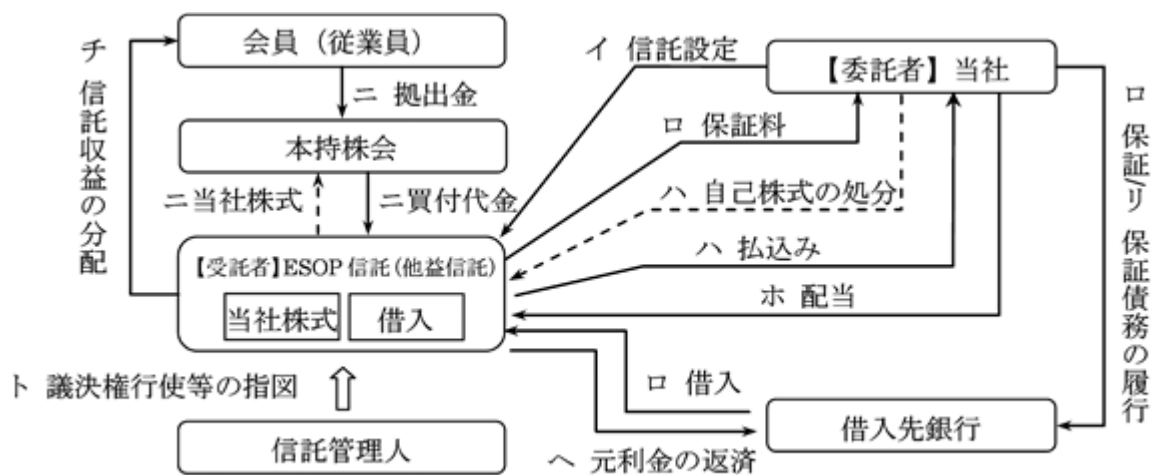 会員（従業員）
チ 信託収益の分配
ニ 拠出金
本持株会
ニ当社株式
ニ買付代金
【受託者】ESOP 信託（他益信託）
当社株式
借入
ト 議決権行使等の指図
信託管理人
イ 信託設定
【委託者】当社
ロ 保証料
ハ 自己株式の処分
ハ 払込み
ホ 配当
ロ 借入
ヘ 元利金の返済
借入先銀行
ロ 保証/リ 保証債務の履行